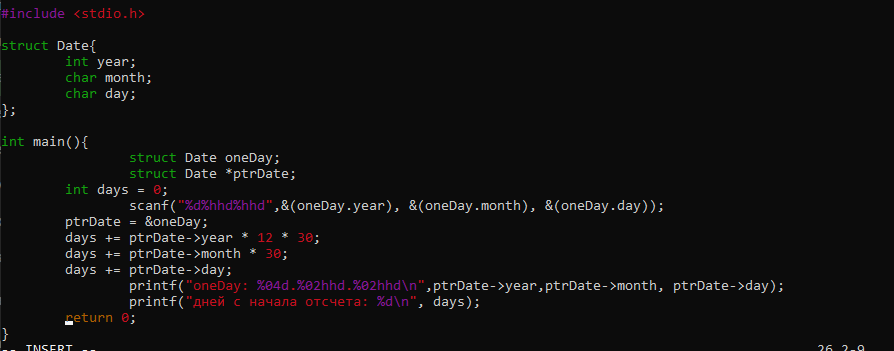 #include <stdio.h>
struct Date{
int year;
char month;
char day;
};
int main(){
struct Date oneDay;
struct Date *ptrDate;
int days = 0;
scanf("%d%hhd%hhd",&(oneDay.year), &(oneDay.month), &(oneDay.day));
ptrDate = &oneDay;
days += ptrDate->year * 12 * 30;
days += ptrDate->month * 30;
days += ptrDate->day;
printf("oneDay: %04d.%02hhd.%02hhd\n",ptrDate->year,ptrDate->month, ptrDate->day);
printf("дней с начала отсчета: %d\n", days);
return 0;
}
-- INSERT -- 26,2-9